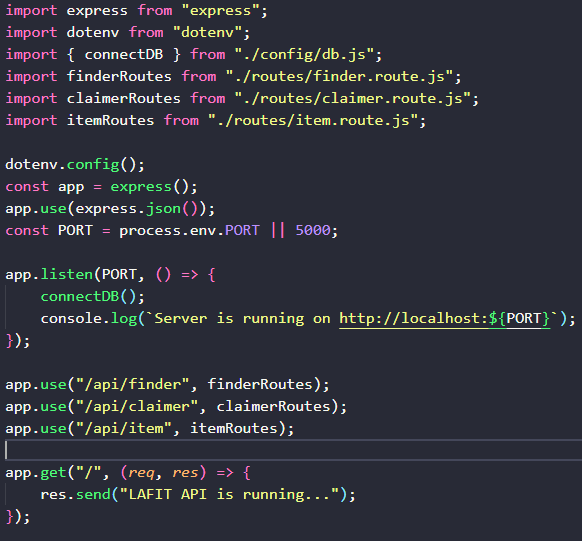 import express from "express";
import dotenv from "dotenv";
import { connectDB } from "./config/db.js";
import finderRoutes from "./routes/finder.route.js";
import claimerRoutes from "./routes/claimer.route.js";
import itemRoutes from "./routes/item.route.js";
dotenv.config();
const app = express();
app.use(express.json());
const PORT = process.env.PORT || 5000;
app.listen(PORT, () => {
connectDB();
console.log(`Server is running on http://localhost:${PORT}`);
});
app.use("/api/finder", finderRoutes);
app.use("/api/claimer", claimerRoutes);
app.use("/api/item", itemRoutes);
app.get("/", (req, res) => {
res.send("LAFIT API is running...");
});